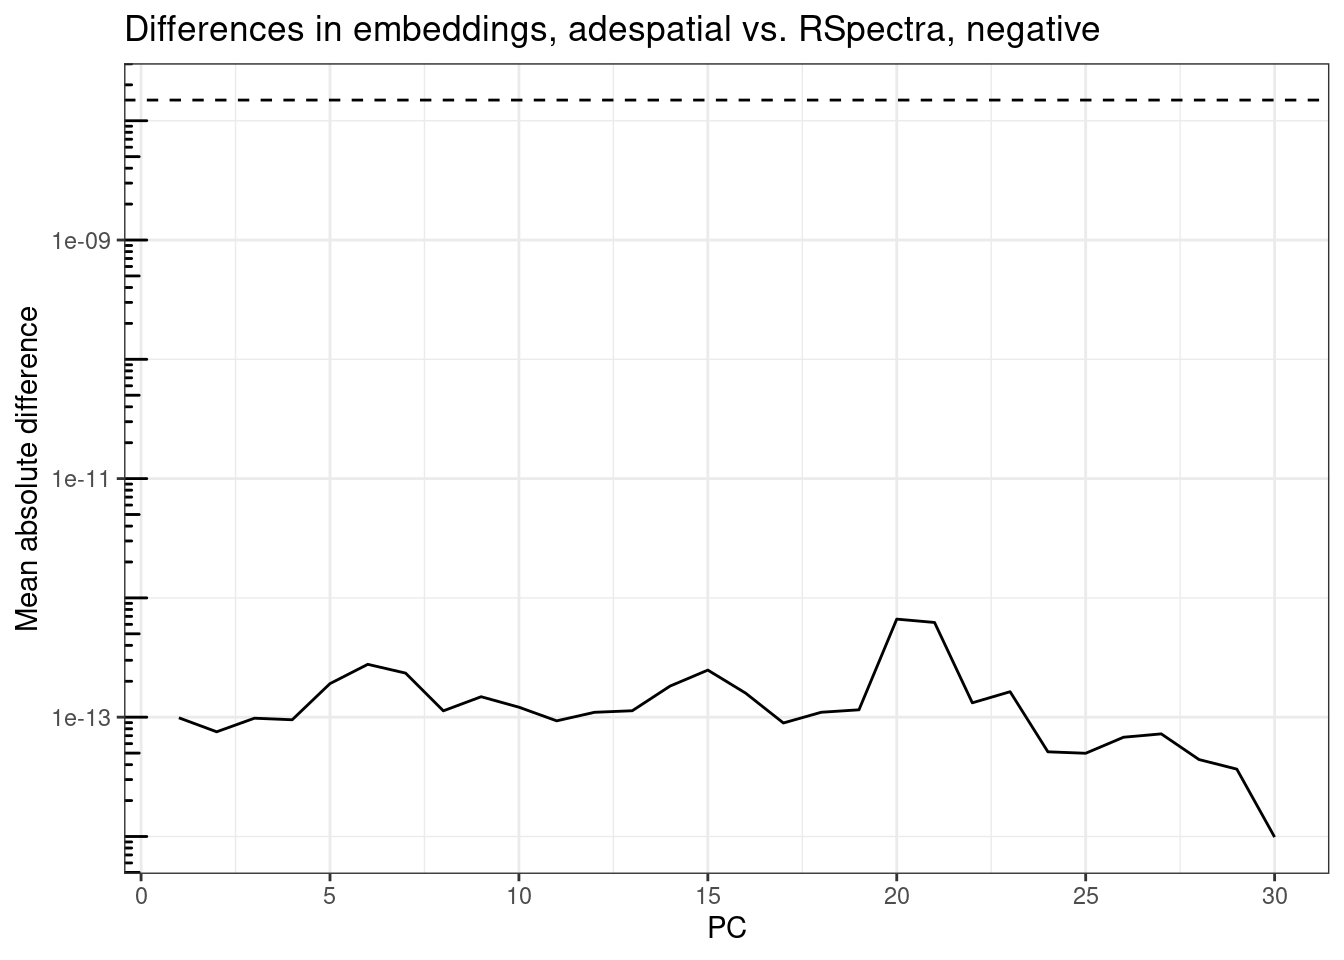 Differences in embeddings, adespatial vs. RSpectra, negative
Mean absolute difference
1e-09
1e-11
1e-13
0 5 10 15 20 25 30
PC